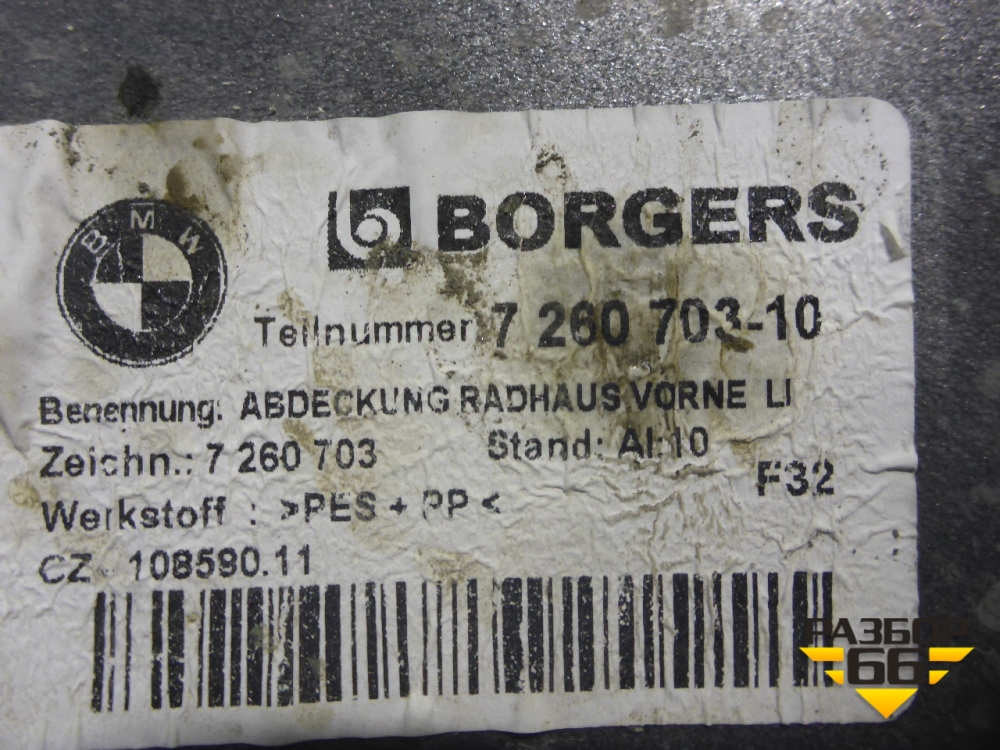 BMW
BORGERS
Teilnummer 7 260 703-10
Benennung: ABDECKUNG RADHAUS VORNE LI
Zeichn.: 7 260 703 Stand: AI:10
F32
Werkstoff : >PES + PP<
CZ - 108590.11
РАЗБОР
66